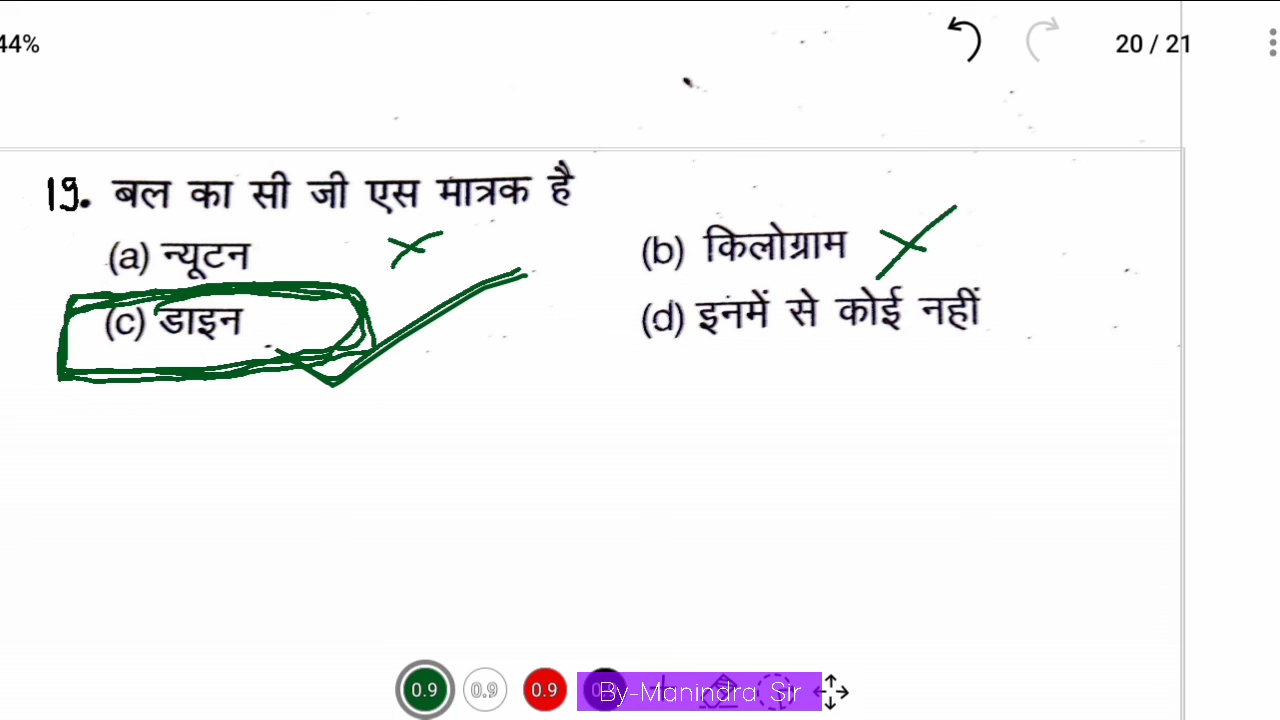 44%
20 / 21
19. बल का सी जी एस मात्रक है
(a) न्यूटन
(b) किलोग्राम
(c) डाइन
(d) इनमें से कोई नहीं
0.9 0.9 0.9
By-Manindra Sir